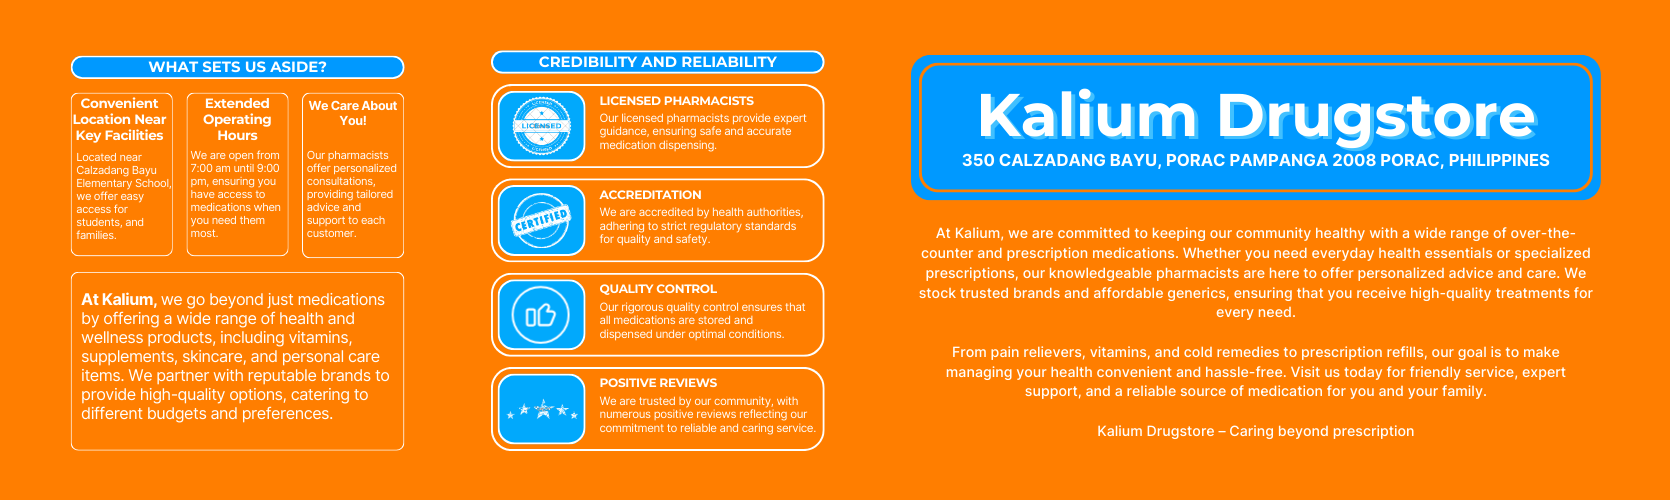 WHAT SETS US ASIDE?
Convenient
Location Near
Key Facilities
Located near
Calzadang Bayu
Elementary School,
we offer easy
access for
students, and
families.
Extended
Operating
Hours
We are open from
7:00 am until 9:00
pm, ensuring you
have access to
medications when
you need them
most.
We Care About
You!
Our pharmacists
offer personalized
consultations,
providing tailored
advice and
support to each
customer.
At Kalium, we go beyond just medications
by offering a wide range of health and
wellness products, including vitamins,
supplements, skincare, and personal care
items. We partner with reputable brands to
provide high-quality options, catering to
different budgets and preferences.
CREDIBILITY AND RELIABILITY
LICENSED
LICENSED PHARMACISTS
Our licensed pharmacists provide expert
guidance, ensuring safe and accurate
medication dispensing.
CERTIFIED
ACCREDITATION
We are accredited by health authorities,
adhering to strict regulatory standards
for quality and safety.
QUALITY CONTROL
Our rigorous quality control ensures that
all medications are stored and
dispensed under optimal conditions.
POSITIVE REVIEWS
We are trusted by our community, with
numerous positive reviews reflecting our
commitment to reliable and caring service.
Kalium Drugstore
350 CALZADANG BAYU, PORAC PAMPANGA 2008 PORAC, PHILIPPINES
At Kalium, we are committed to keeping our community healthy with a wide range of over-the-
counter and prescription medications. Whether you need everyday health essentials or specialized
prescriptions, our knowledgeable pharmacists are here to offer personalized advice and care. We
stock trusted brands and affordable generics, ensuring that you receive high-quality treatments for
every need.
From pain relievers, vitamins, and cold remedies to prescription refills, our goal is to make
managing your health convenient and hassle-free. Visit us today for friendly service, expert
support, and a reliable source of medication for you and your family.
Kalium Drugstore – Caring beyond prescription